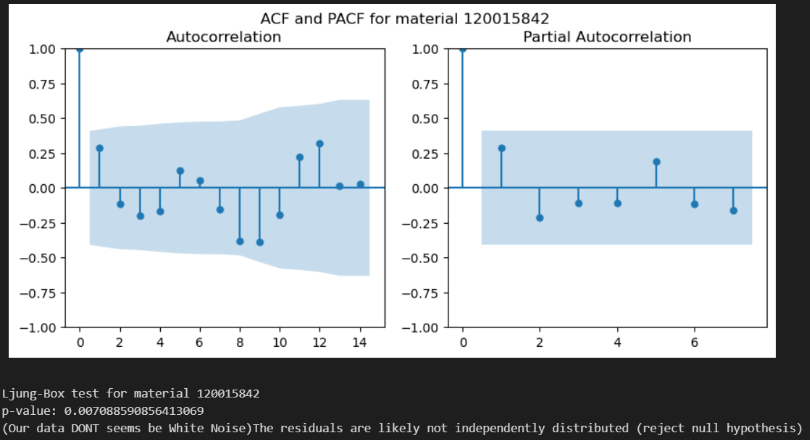 ACF and PACF for material 120015842
Autocorrelation
1.00
0.75
0.50
0.25
0.00
−0.25
−0.50
−0.75
−1.00
0 2 4 6 8 10 12 14
Partial Autocorrelation
1.00
0.75
0.50
0.25
0.00
−0.25
−0.50
−0.75
−1.00
0 2 4 6
Ljung-Box test for material 120015842
p-value: 0.007088590856413069
(Our data DONT seems be White Noise)The residuals are likely not independently distributed (reject null hypothesis)